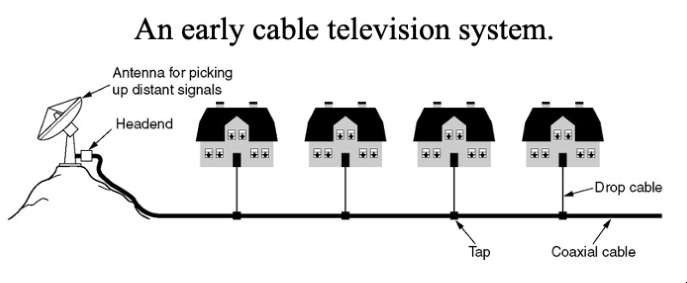 An early cable television system.
Antenna for picking
up distant signals
Headend
Drop cable
Tap
Coaxial cable